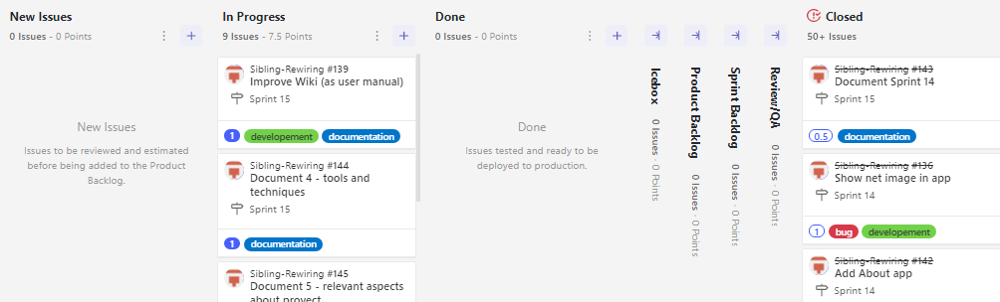 New Issues
0 Issues - 0 Points
New Issues
Issues to be reviewed and estimated
before being added to the Product
Backlog.
In Progress
9 Issues - 7.5 Points
Sibling-Rewiring #139
Improve Wiki (as user manual)
Sprint 15
1 developement documentation
Sibling-Rewiring #144
Document 4 - tools and
techniques
Sprint 15
1 documentation
Sibling-Rewiring #145
Document 5 - relevant aspects
about proyect
Done
0 Issues - 0 Points
Done
Issues tested and ready to be
deployed to production.
Icebox 0 Issues · 0 Points
Product Backlog 0 Issues · 0 Points
Sprint Backlog 0 Issues · 0 Points
Review/QA 0 Issues · 0 Points
Closed
50+ Issues
Sibling-Rewiring #143
Document Sprint 14
Sprint 15
0.5 documentation
Sibling-Rewiring #136
Show net image in app
Sprint 14
1 bug developement
Sibling-Rewiring #142
Add About app
Sprint 14